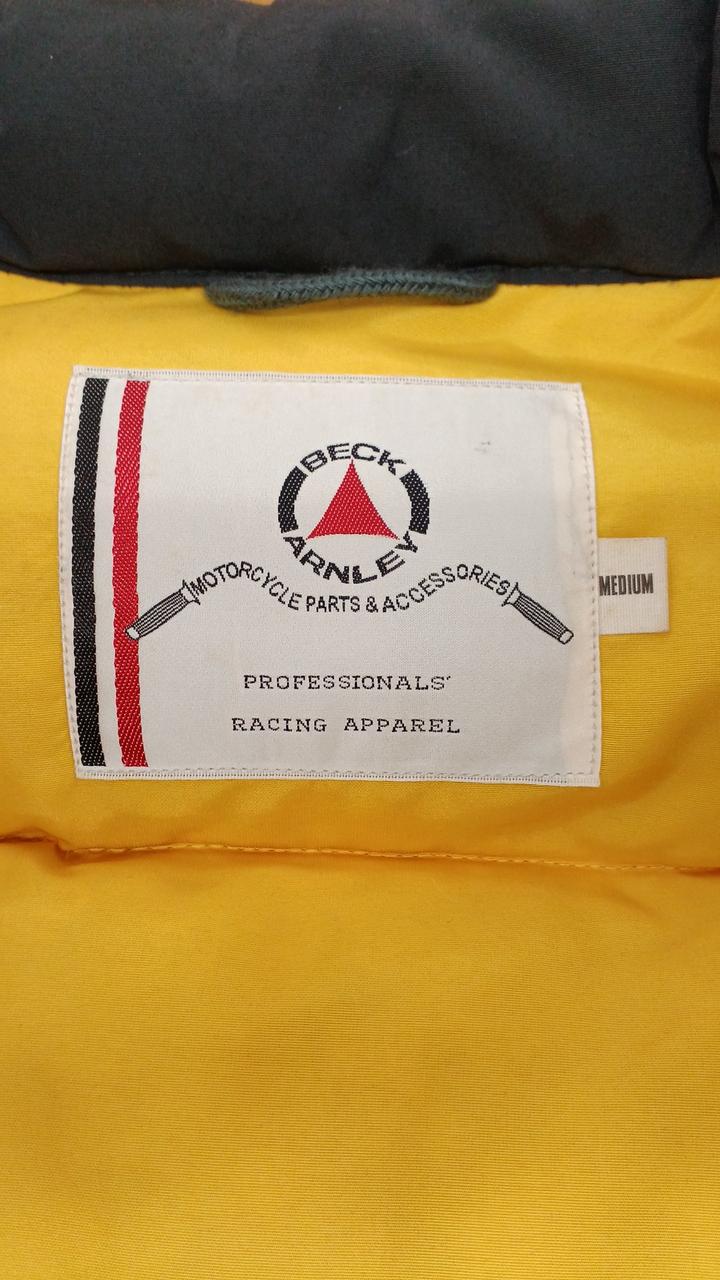 BECK
ARNLEY
MOTORCYCLE PARTS & ACCESSORIES
MEDIUM
PROFESSIONALS'
RACING APPAREL